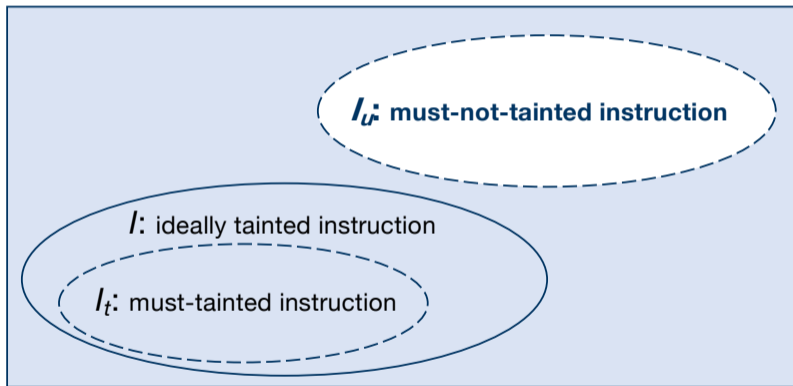 Iu: must-not-tainted instruction
I: ideally tainted instruction
It: must-tainted instruction